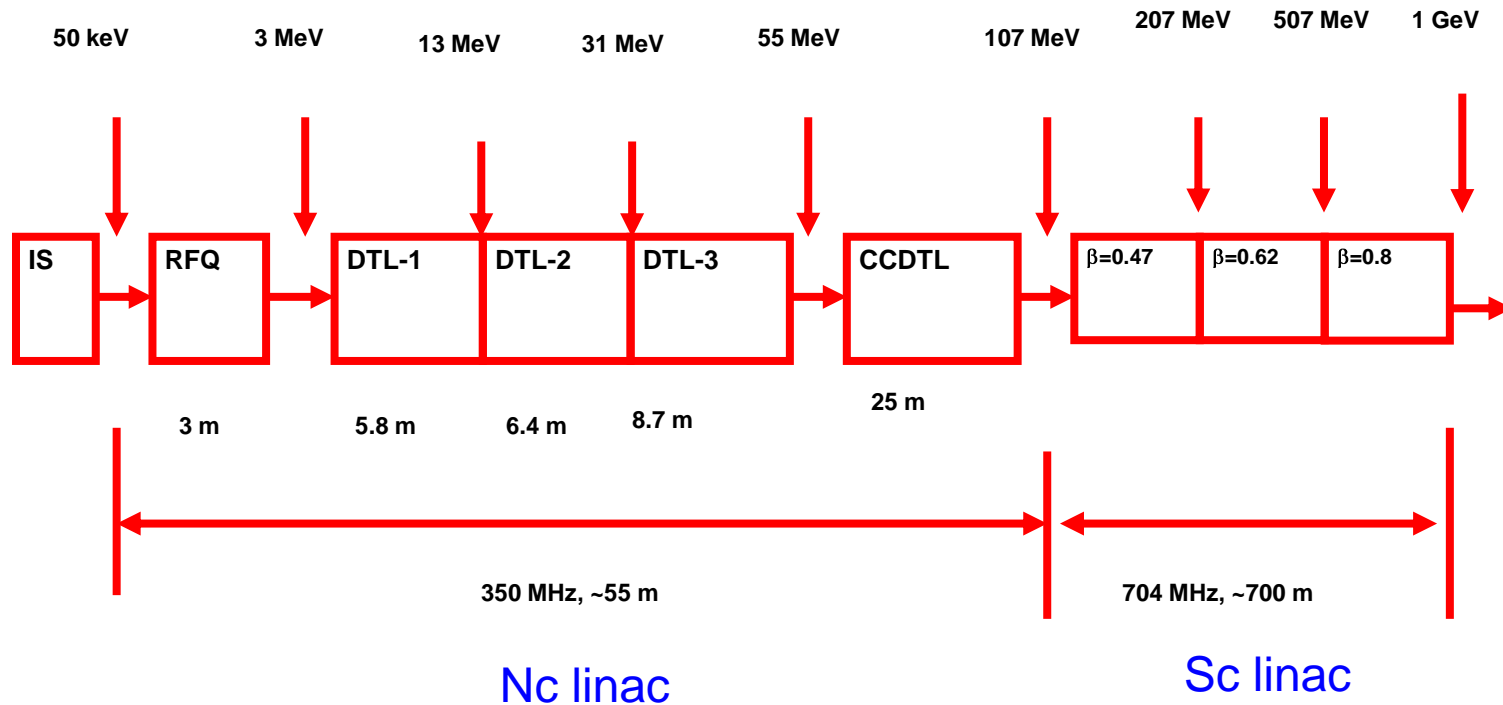 50 keV
3 MeV
13 MeV
31 MeV
55 MeV
107 MeV
207 MeV
507 MeV
1 GeV
IS
RFQ
DTL-1
DTL-2
DTL-3
CCDTL
β=0.47
β=0.62
β=0.8
3 m
5.8 m
6.4 m
8.7 m
25 m
350 MHz, ~55 m
704 MHz, ~700 m
Nc linac
Sc linac